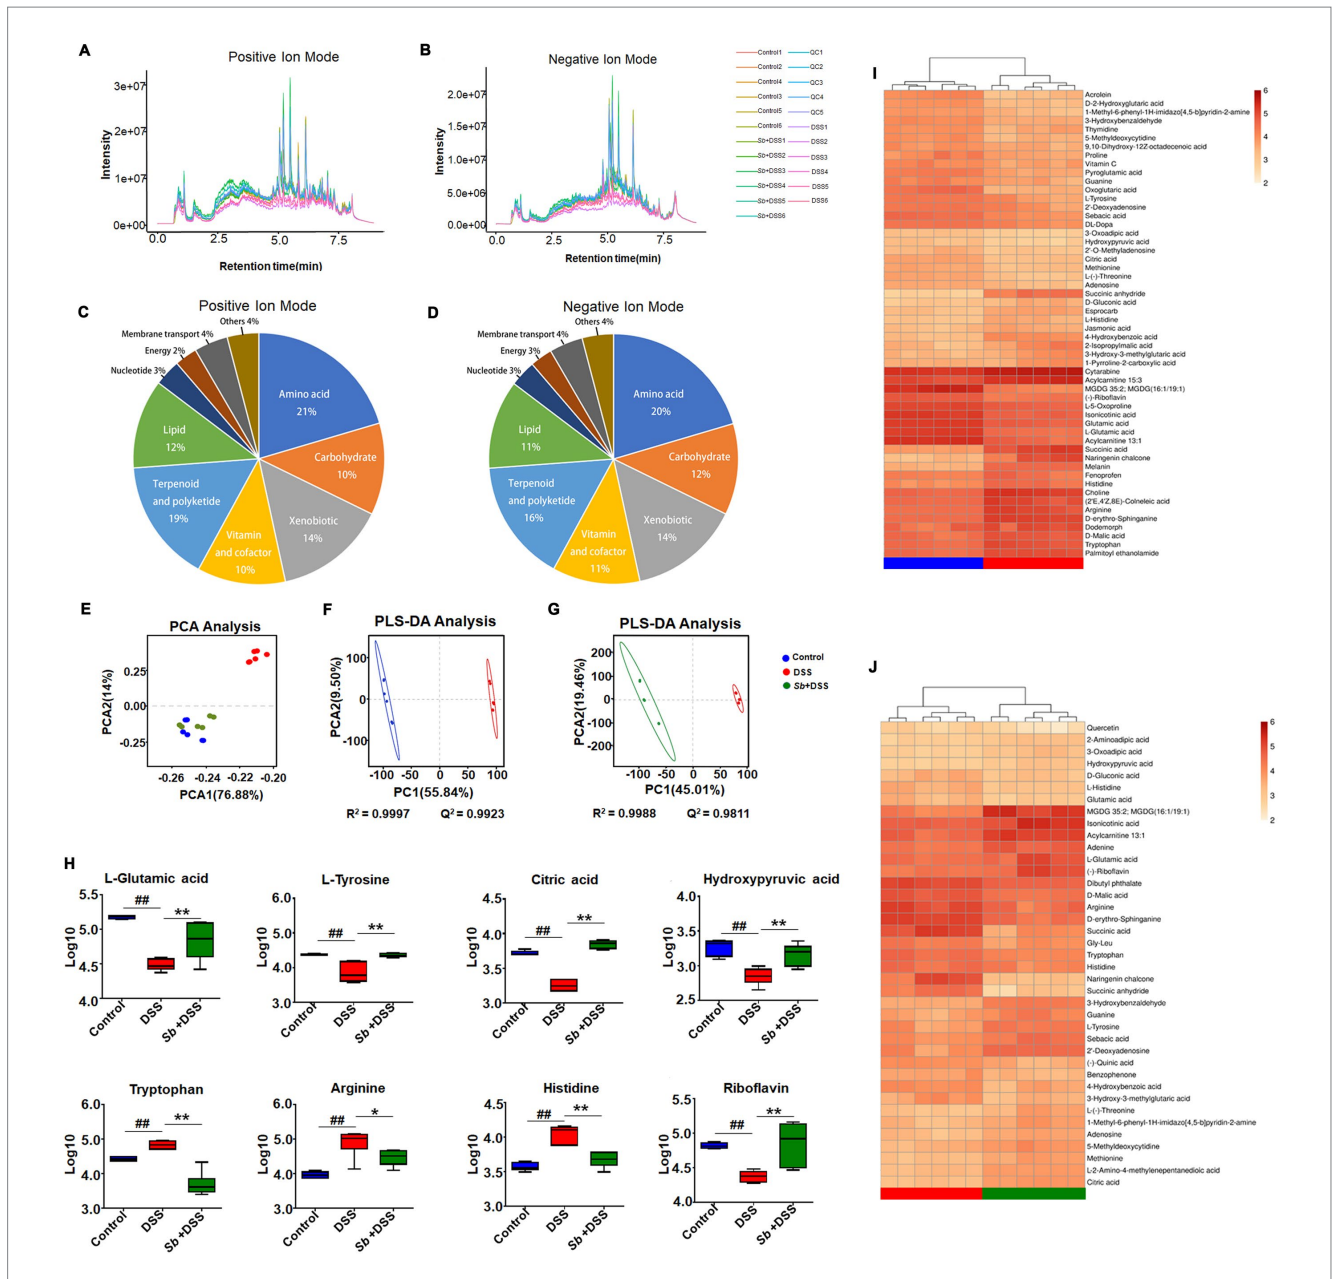 A
Positive Ion Mode
3e+07
2e+07
1e+07
0e+00
Intensity
0.0 2.5 5.0 7.5
Retention time(min)
B
Negative Ion Mode
2.0e+07
1.5e+07
1.0e+07
5.0e+06
0.0e+00
Intensity
0.0 2.5 5.0 7.5
Retention time(min)
Control1 QC1
Control2 QC2
Control4 QC3
Control3 QC4
Control5 QC5
Control6 DSS1
Sb+DSS1 DSS2
Sb+DSS2 DSS3
Sb+DSS3 DSS4
Sb+DSS4 DSS5
Sb+DSS5 DSS6
Sb+DSS6
C
Positive Ion Mode
Others 4%
Membrane transport 4%
Energy 2%
Nucleotide 3%
Amino acid
21%
Lipid
12%
Carbohydrate
10%
Terpenoid
and polyketide
19%
Xenobiotic
14%
Vitamin
and cofactor
10%
D
Negative Ion Mode
Others 4%
Membrane transport 4%
Energy 3%
Nucleotide 3%
Amino acid
20%
Lipid
11%
Carbohydrate
12%
Terpenoid
and polyketide
16%
Xenobiotic
14%
Vitamin
and cofactor
11%
E
PCA Analysis
PCA2(14%)
0.25
0.00
-0.25
-0.26 -0.24 -0.22 -0.20
PCA1(76.88%)
F
PLS-DA Analysis
PCA2(9.50%)
100
0
-100
-100 -50 0 50 100
PC1(55.84%)
R² = 0.9997 Q² = 0.9923
G
PLS-DA Analysis
PCA2(19.46%)
200
100
0
-100
-200
-100 -50 0 50 100
PC1(45.01%)
R² = 0.9988 Q² = 0.9811
Control
DSS
Sb+DSS
H
L-Glutamic acid
Log10
5.5
5.0
4.5
4.0
## **
Control DSS Sb+DSS
L-Tyrosine
Log10
6.0
5.0
4.0
3.0
## **
Control DSS Sb+DSS
Citric acid
Log10
4.5
4.0
3.5
3.0
## **
Control DSS Sb+DSS
Hydroxypyruvic acid
Log10
4.0
3.5
3.0
2.5
## **
Control DSS Sb+DSS
Tryptophan
Log10
6.0
5.0
4.0
3.0
## **
Control DSS Sb+DSS
Arginine
Log10
6.0
5.0
4.0
3.0
## *
Control DSS Sb+DSS
Histidine
Log10
4.5
4.0
3.5
3.0
## **
Control DSS Sb+DSS
Riboflavin
Log10
5.5
5.0
4.5
4.0
## **
Control DSS Sb+DSS
I
Acrolein
D-2-Hydroxyglutaric acid
1-Methyl-6-phenyl-1H-imidazo[4,5-b]pyridin-2-amine
3-Hydroxybenzaldehyde
Thymidine
5-Methyldeoxycytidine
9,10-Dihydroxy-12Z-octadecenoic acid
Proline
Vitamin C
Pyroglutamic acid
Guanine
Oxoglutaric acid
L-Tyrosine
2'-Deoxyadenosine
Sebacic acid
DL-Dopa
3-Oxoadipic acid
Hydroxypyruvic acid
2'-O-Methyladenosine
Citric acid
Methionine
L-(-)-Threonine
Adenosine
Succinic anhydride
D-Gluconic acid
Esprocarb
L-Histidine
Jasmonic acid
4-Hydroxybenzoic acid
2-Isopropylmalic acid
3-Hydroxy-3-methylglutaric acid
1-Pyrroline-2-carboxylic acid
Cytarabine
Acylcarnitine 15:3
MGDG 35:2; MGDG(16:1/19:1)
(-)-Riboflavin
L-5-Oxoproline
Isonicotinic acid
Glutamic acid
L-Glutamic acid
Acylcarnitine 13:1
Succinic acid
Naringenin chalcone
Melanin
Fenoprofen
Histidine
Choline
(2'E,4'Z,8E)-Colneleic acid
Arginine
D-erythro-Sphinganine
Dodemorph
D-Malic acid
Tryptophan
Palmitoyl ethanolamide
6
5
4
3
2
J
Quercetin
2-Aminoadipic acid
3-Oxoadipic acid
Hydroxypyruvic acid
D-Gluconic acid
L-Histidine
Glutamic acid
MGDG 35:2; MGDG(16:1/19:1)
Isonicotinic acid
Acylcarnitine 13:1
Adenine
L-Glutamic acid
(-)-Riboflavin
Dibutyl phthalate
D-Malic acid
Arginine
D-erythro-Sphinganine
Succinic acid
Gly-Leu
Tryptophan
Histidine
Naringenin chalcone
Succinic anhydride
3-Hydroxybenzaldehyde
Guanine
L-Tyrosine
Sebacic acid
2'-Deoxyadenosine
(-)-Quinic acid
Benzophenone
4-Hydroxybenzoic acid
3-Hydroxy-3-methylglutaric acid
L-(-)-Threonine
1-Methyl-6-phenyl-1H-imidazo[4,5-b]pyridin-2-amine
Adenosine
5-Methyldeoxycytidine
Methionine
L-2-Amino-4-methylenepentanedioic acid
Citric acid
6
5
4
3
2